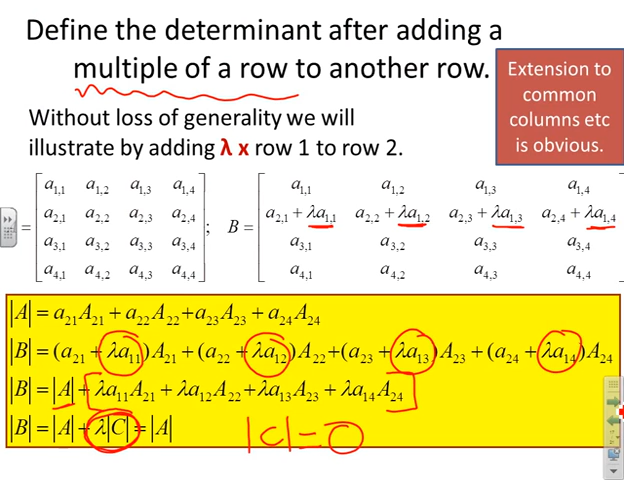 Define the determinant after adding a
multiple of a row to another row.
Extension to
common
columns etc
is obvious.
Without loss of generality we will
illustrate by adding λ x row 1 to row 2.
= [ a1,1 a1,2 a1,3 a1,4 ; B = [ a1,1 a1,2 a1,3 a1,4
a2,1 a2,2 a2,3 a2,4 a2,1 + λa1,1 a2,2 + λa1,2 a2,3 + λa1,3 a2,4 + λa1,4
a3,1 a3,2 a3,3 a3,4 a3,1 a3,2 a3,3 a3,4
a4,1 a4,2 a4,3 a4,4 ] a4,1 a4,2 a4,3 a4,4 ]
|A| = a21A21 + a22A22 + a23A23 + a24A24
|B| = (a21 + λa11)A21 + (a22 + λa12)A22 + (a23 + λa13)A23 + (a24 + λa14)A24
|B| = |A| + λa11A21 + λa12A22 + λa13A23 + λa14A24
|B| = |A| + λ|C| = |A|
|C| = 0